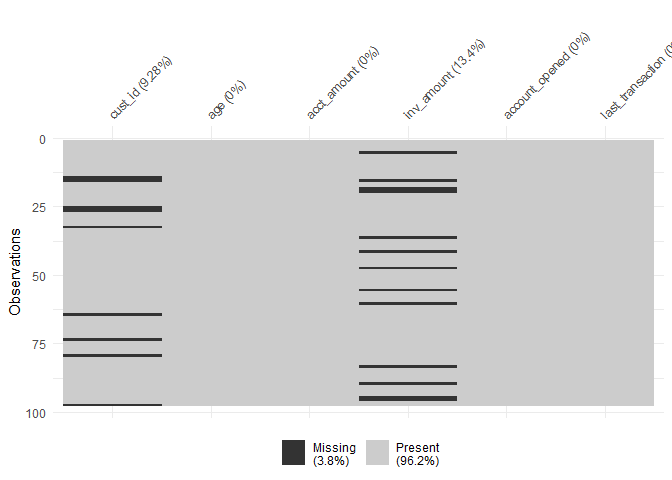 cust_id (9.28%)
age (0%)
acct_amount (0%)
inv_amount (13.4%)
account_opened (0%)
last_transaction (0
0
25
50
75
100
Observations
Missing
(3.8%)
Present
(96.2%)